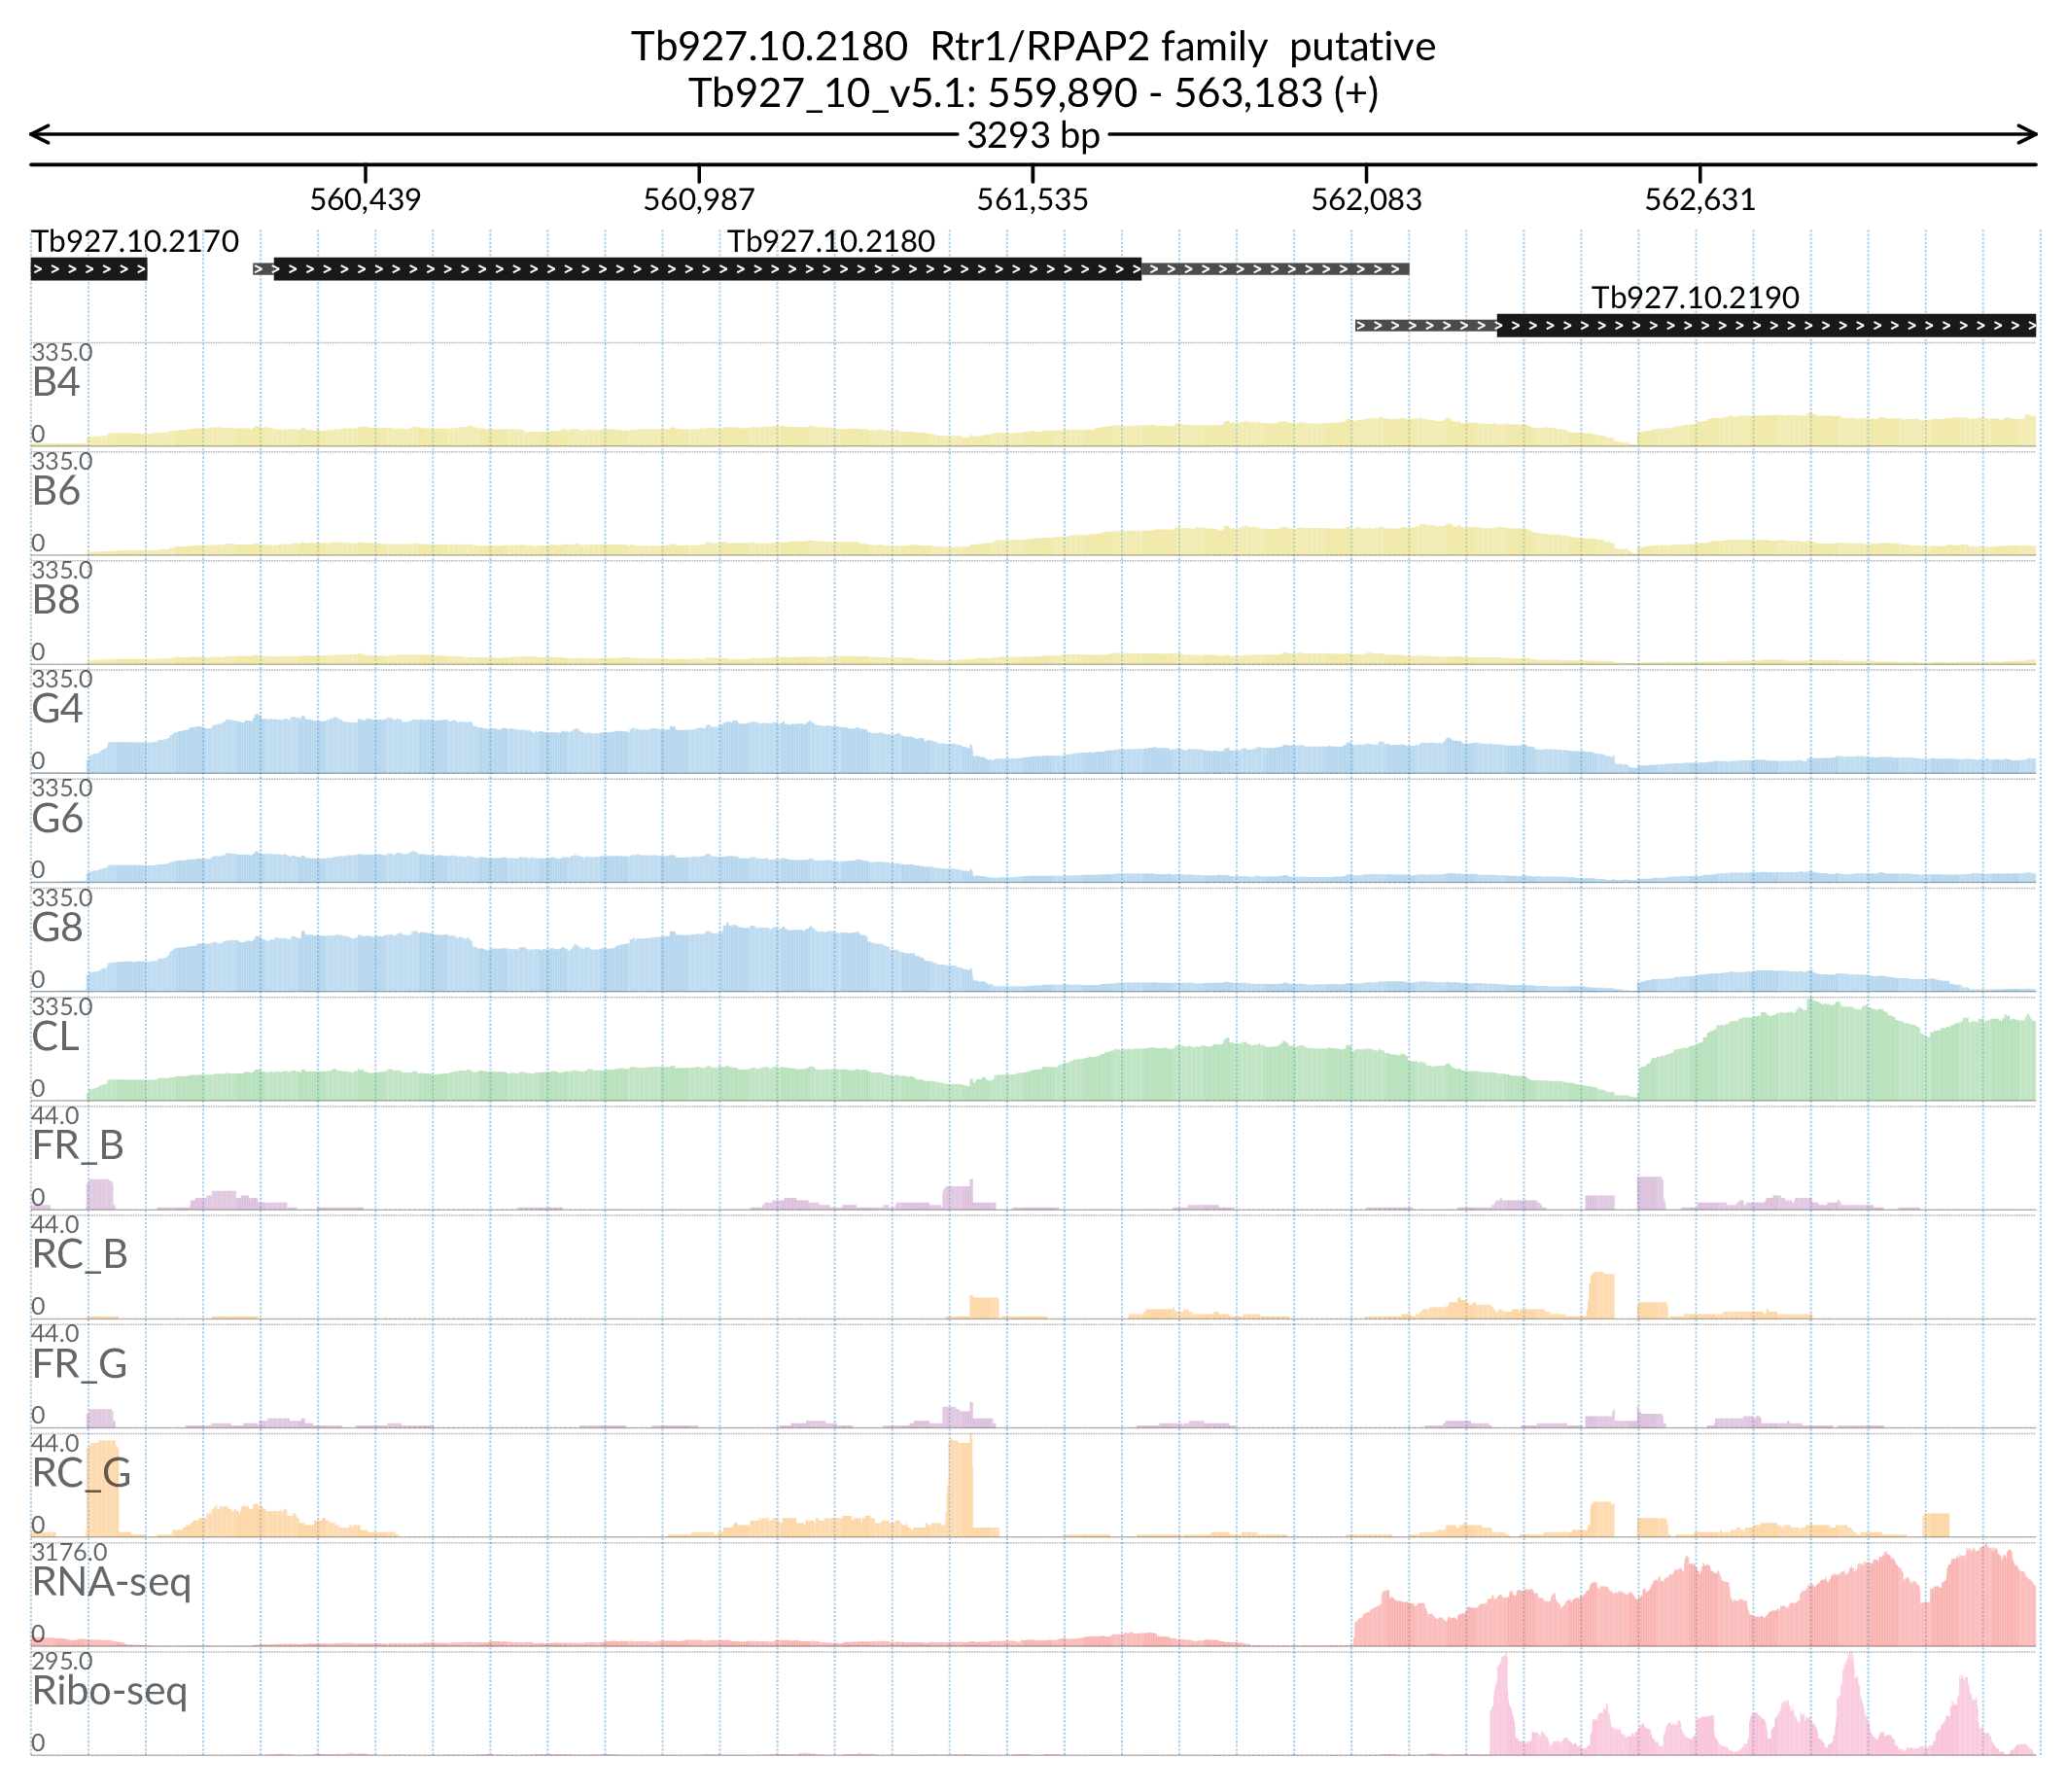 Tb927.10.2180  Rtr1/RPAP2 family  putative
Tb927_10_v5.1: 559,890 - 563,183 (+)
3293 bp
560,439 560,987 561,535 562,083 562,631
Tb927.10.2170 Tb927.10.2180
Tb927.10.2190
335.0
B4
0
335.0
B6
0
335.0
B8
0
335.0
G4
0
335.0
G6
0
335.0
G8
0
335.0
CL
0
44.0
FR_B
0
44.0
RC_B
0
44.0
FR_G
0
44.0
RC_G
0
3176.0
RNA-seq
0
295.0
Ribo-seq
0